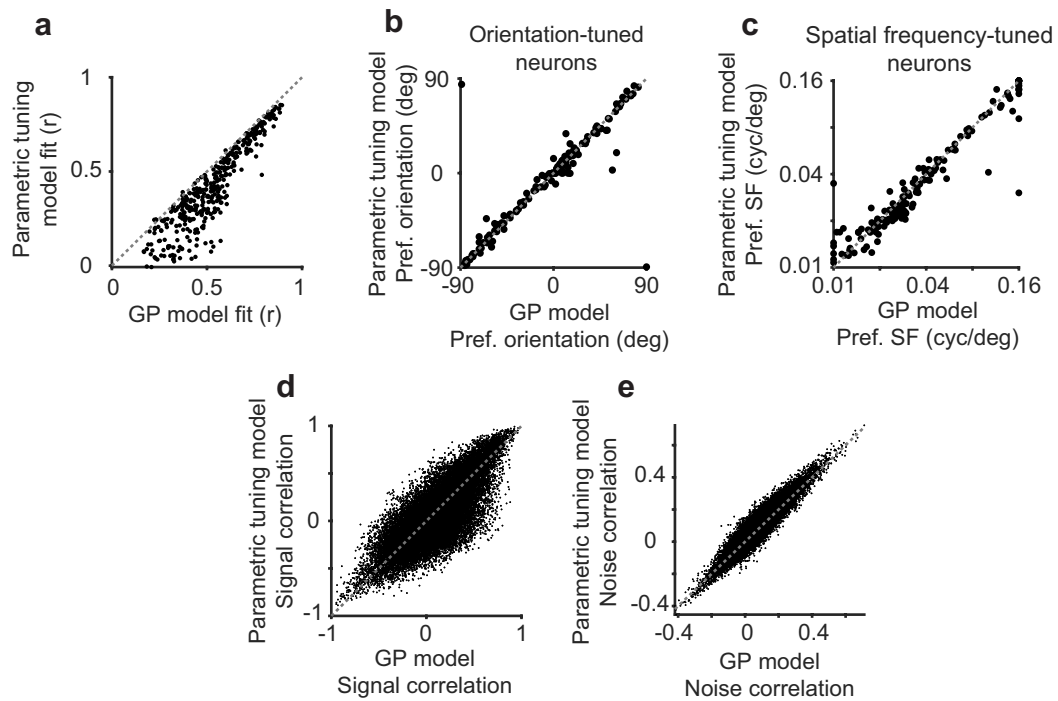 a
Parametric tuning
model fit (r)
1
0.5
0
0
0.5
1
GP model fit (r)
b
Orientation-tuned
neurons
Parametric tuning model
Pref. orientation (deg)
90
0
-90
-90
0
90
GP model
Pref. orientation (deg)
c
Spatial frequency-tuned
neurons
Parametric tuning model
Pref. SF (cyc/deg)
0.16
0.04
0.01
0.01
0.04
0.16
GP model
Pref. SF (cyc/deg)
d
Parametric tuning model
Signal correlation
1
0
-1
-1
0
1
GP model
Signal correlation
e
Parametric tuning model
Noise correlation
0.4
0
-0.4
-0.4
0
0.4
GP model
Noise correlation